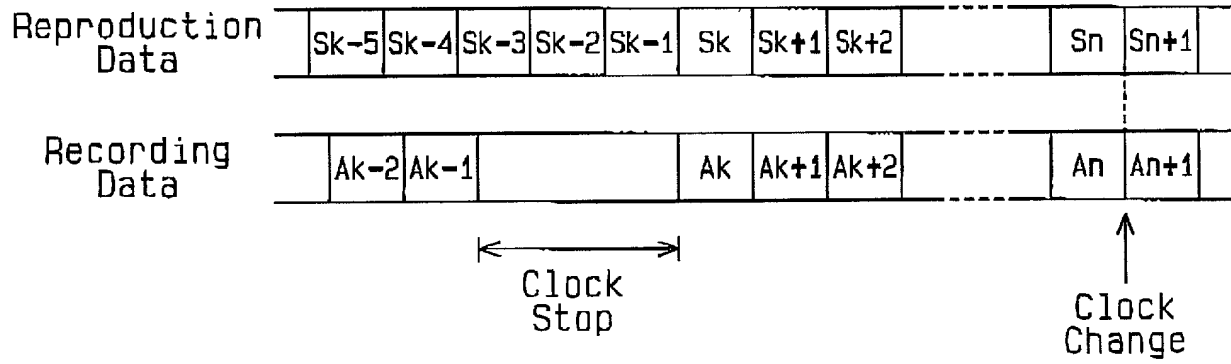 Reproduction Data
Sk-5 Sk-4 Sk-3 Sk-2 Sk-1 Sk Sk+1 Sk+2 Sn Sn+1
Recording Data
Ak-2 Ak-1 Ak Ak+1 Ak+2 An An+1
Clock
Stop
Clock
Change